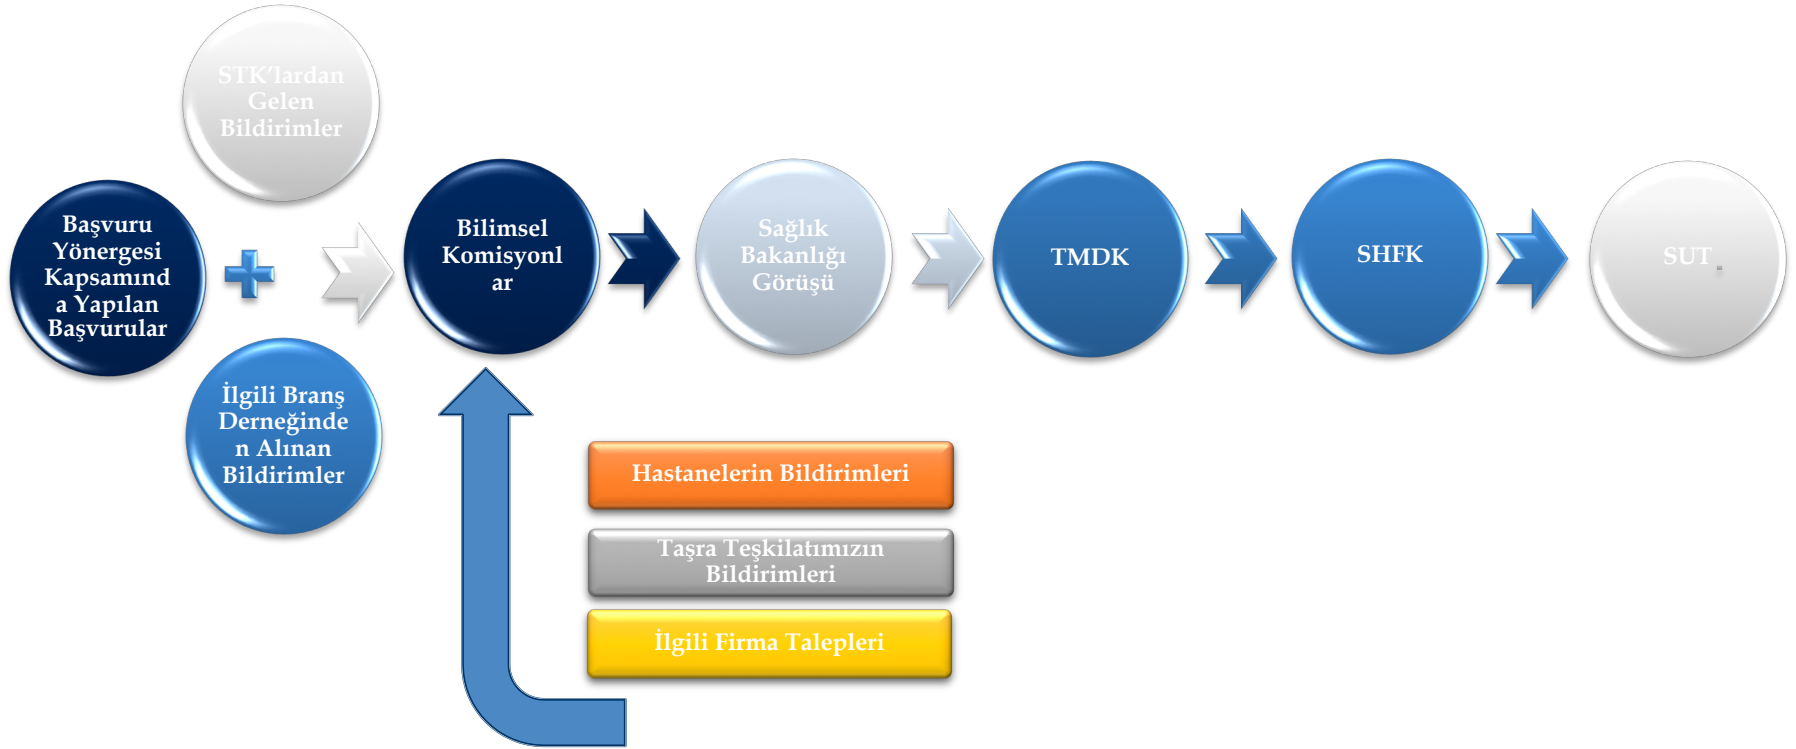 STK’lardan
Gelen
Bildirimler
Başvuru
Yönergesi
Kapsamınd
a Yapılan
Başvurular
İlgili Branş
Derneğinde
n Alınan
Bildirimler
Bilimsel
Komisyonl
ar
Sağlık
Bakanlığı
Görüşü
TMDK
SHFK
SUT.
Hastanelerin Bildirimleri
Taşra Teşkilatımızın
Bildirimleri
İlgili Firma Talepleri